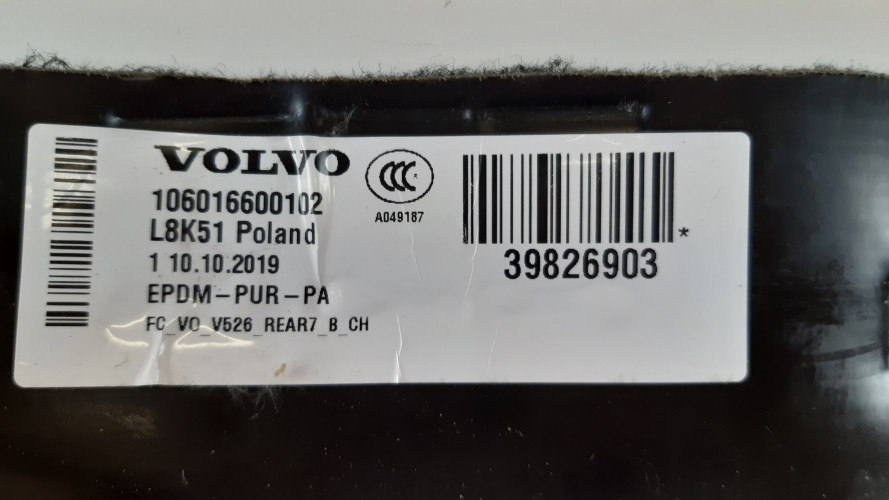 VOLVO
106016600102
L8K51 Poland
1 10.10.2019
EPDM-PUR-PA
FC_VO_V526_REAR7_B_CH
CCC
A049187
39826903
*